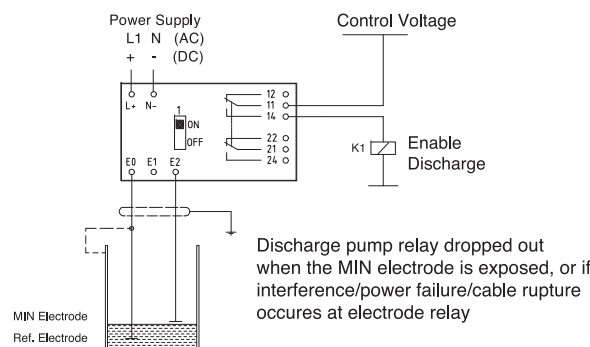 Power Supply
L1 N (AC)
+ - (DC)
Control Voltage
L+ N-
1
ON
OFF
12
11
14
22
21
24
E0 E1 E2
K1
Enable
Discharge
Discharge pump relay dropped out
when the MIN electrode is exposed, or if
interference/power failure/cable rupture
occures at electrode relay
MIN Electrode
Ref. Electrode